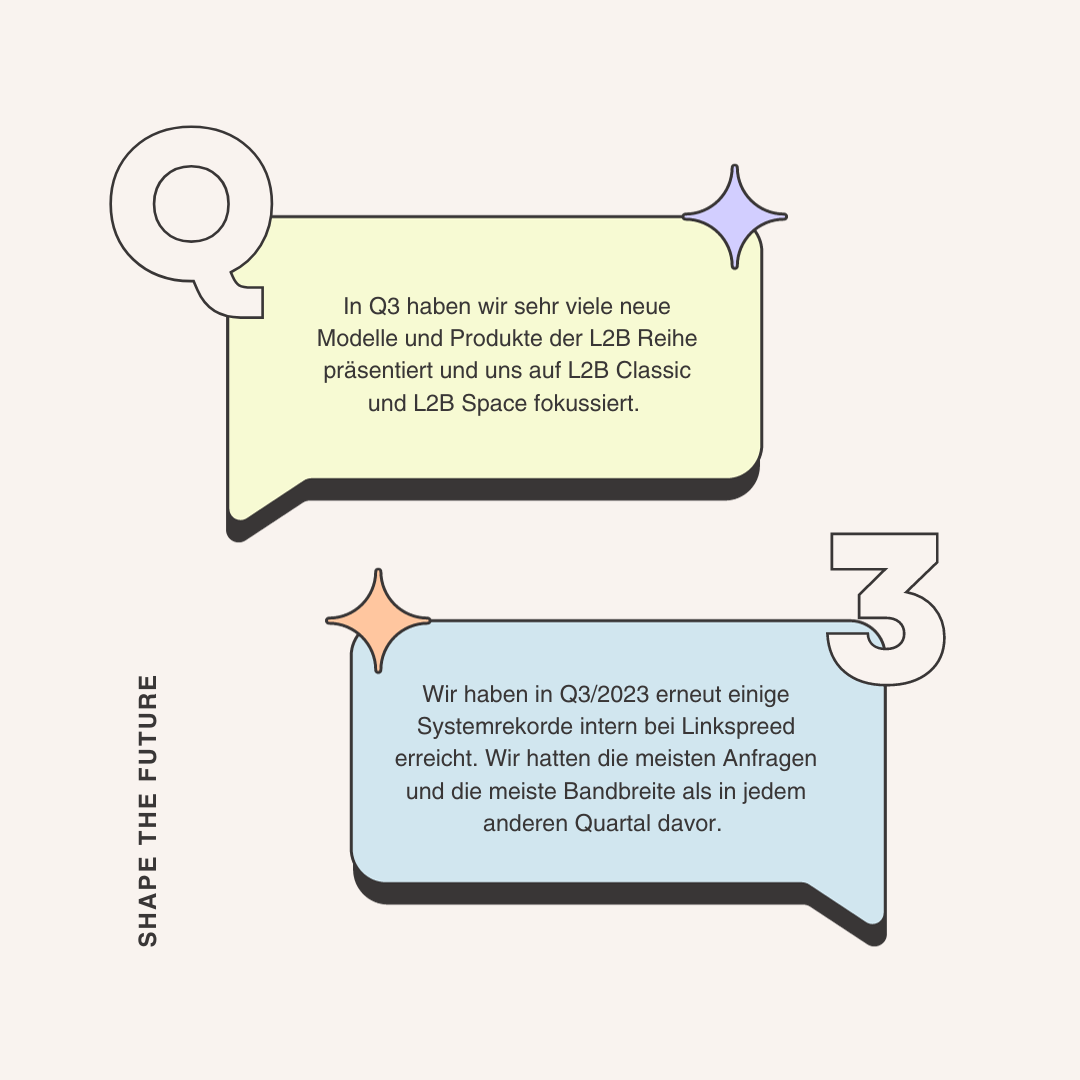 Q
In Q3 haben wir sehr viele neue
Modelle und Produkte der L2B Reihe
präsentiert und uns auf L2B Classic
und L2B Space fokussiert.
3
Wir haben in Q3/2023 erneut einige
Systemrekorde intern bei Linkspreed
erreicht. Wir hatten die meisten Anfragen
und die meiste Bandbreite als in jedem
anderen Quartal davor.
SHAPE THE FUTURE